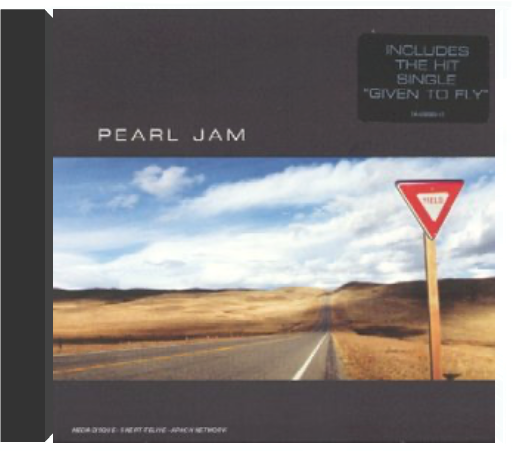 INCLUDES
THE HIT
SINGLE
"GIVEN TO FLY"
PEARL JAM
YIELD